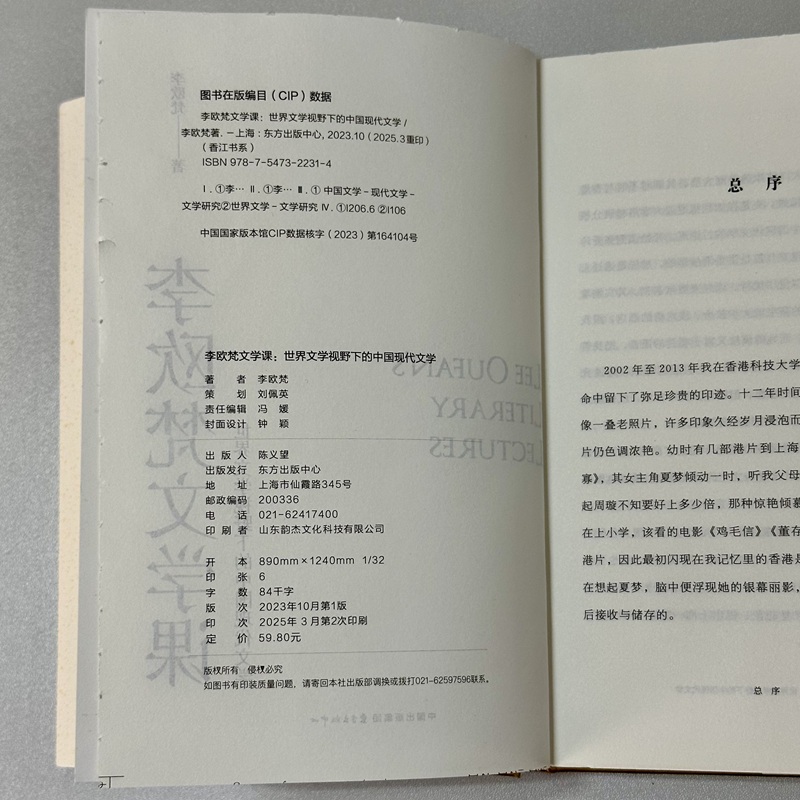 图书在版编目（CIP）数据
李欧梵文学课：世界文学视野下的中国现代文学/
李欧梵著. —上海：东方出版中心，2023.10（2025.3重印）
（香江书系）
ISBN 978-7-5473-2231-4
Ⅰ. ①李… Ⅱ. ①李… Ⅲ. ① 中国文学－现代文学－
文学研究②世界文学－文学研究 Ⅳ. ①I206.6 ②I106
中国国家版本馆CIP数据核字（2023）第164104号
李欧梵文学课：世界文学视野下的中国现代文学
著 者 李欧梵
策 划 刘佩英
责任编辑 冯 媛
封面设计 钟 颖
出 版 人 陈义望
出版发行 东方出版中心
地 址 上海市仙霞路345号
邮政编码 200336
电 话 021-62417400
印 刷 者 山东韵杰文化科技有限公司
开 本 890mm×1240mm 1/32
印 张 6
字 数 84千字
版 次 2023年10月第1版
印 次 2025年 3 月第2次印刷
定 价 59.80元
版权所有 侵权必究
如图书有印装质量问题，请寄回本社出版部调换或拨打021-62597596联系。
李欧梵 著
李欧梵文学课
LEE OUFAN'S
LITERARY
LECTURES
总 序
2002 年至 2013 年我在香港科技大学
命中留下了弥足珍贵的印迹。十二年时间
像一叠老照片，许多印象久经岁月浸泡而
片仍色调浓艳。幼时有几部港片到上海
寨》，其女主角夏梦倾动一时，听我父母
起周璇不知要好上多少倍，那种惊艳倾慕
在上小学，该看的电影《鸡毛信》《董存
港片，因此最初闪现在我记忆里的香港是
在想起夏梦，脑中便浮现她的银幕丽影，
后接收与储存的。
总 序